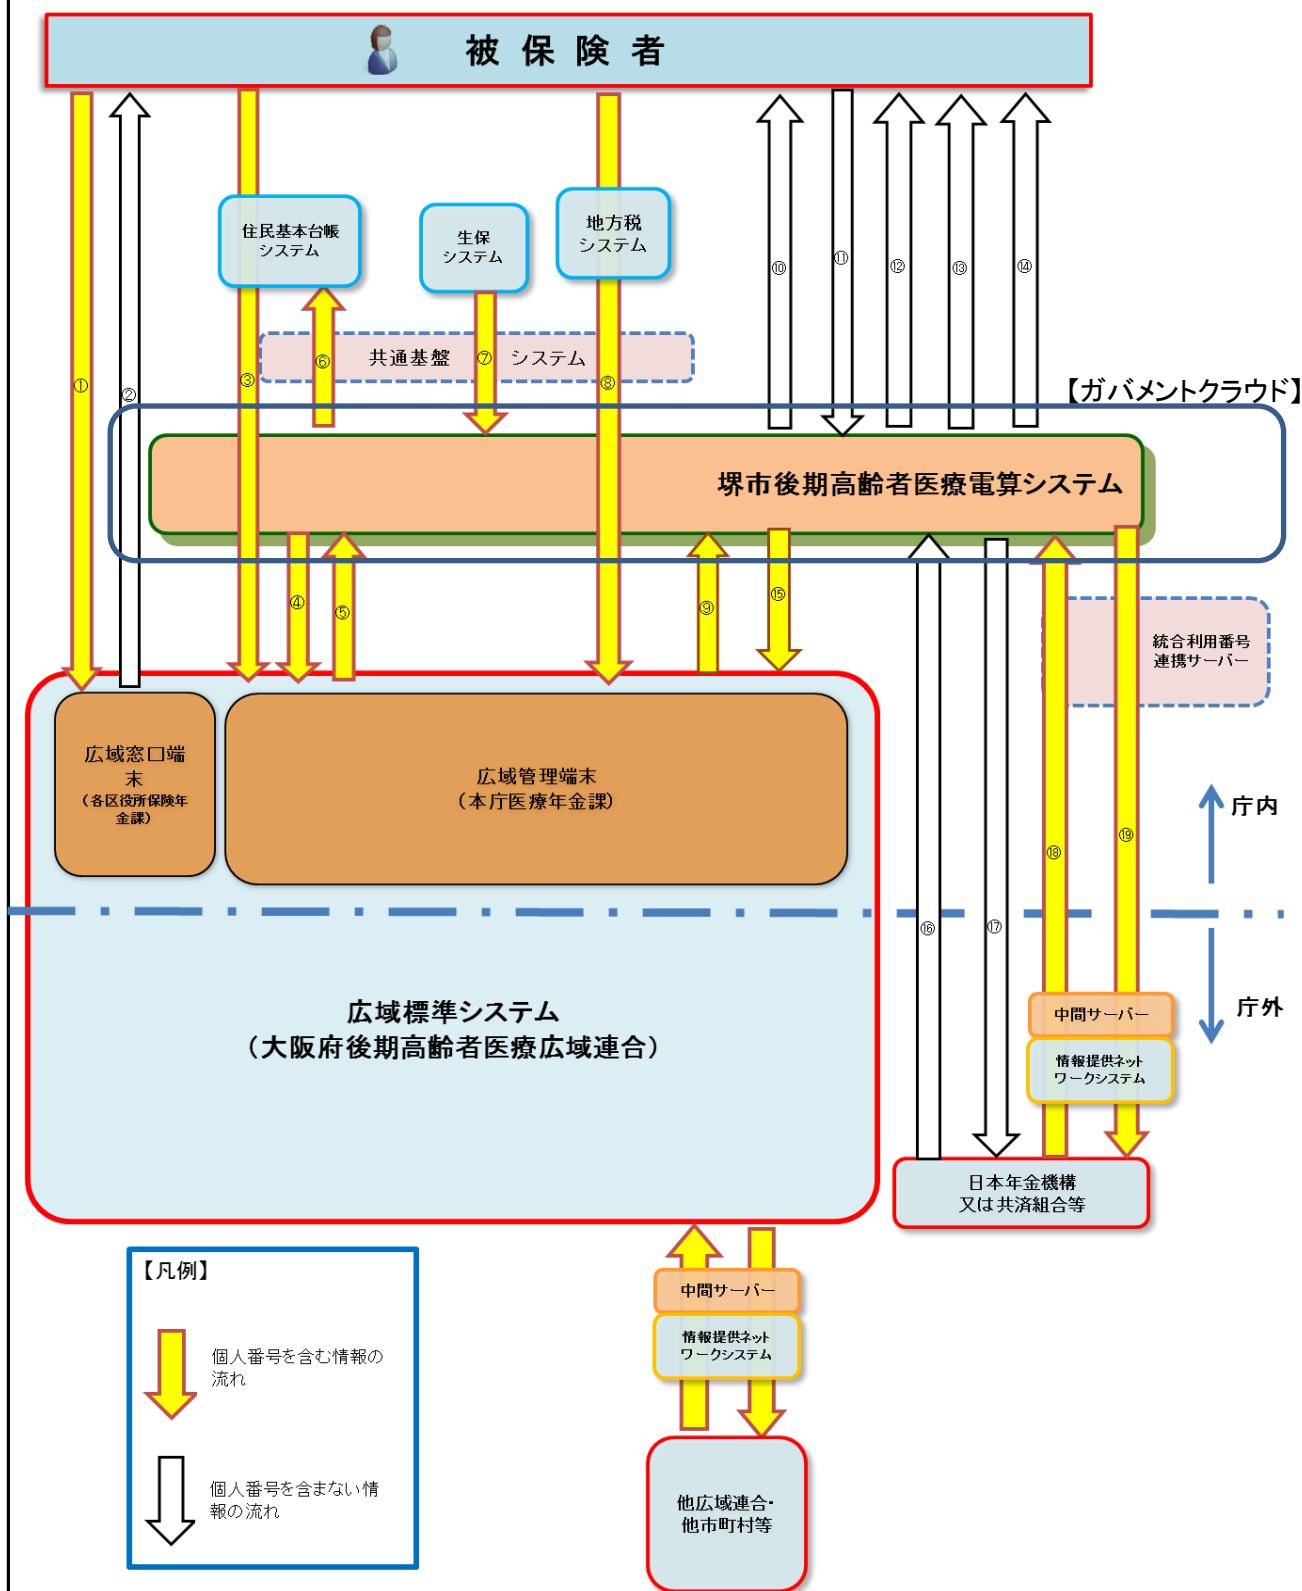 被保険者
住民基本台帳
システム
生保
システム
地方税
システム
⑩
⑪
⑫
⑬
⑭
①
②
③
⑥
共通基盤
⑦
システム
⑧
【ガバメントクラウド】
堺市後期高齢者医療電算システム
④
⑤
⑨
⑮
統合利用番号
連携サーバー
広域窓口端
末
（各区役所保険年
金課）
広域管理端末
（本庁医療年金課）
庁内
⑱
⑲
⑯
⑰
庁外
広域標準システム
（大阪府後期高齢者医療広域連合）
中間サーバー
情報提供ネット
ワークシステム
日本年金機構
又は共済組合等
【凡例】
個人番号を含む情報の
流れ
個人番号を含まない情
報の流れ
中間サーバー
情報提供ネット
ワークシステム
他広域連合・
他市町村等